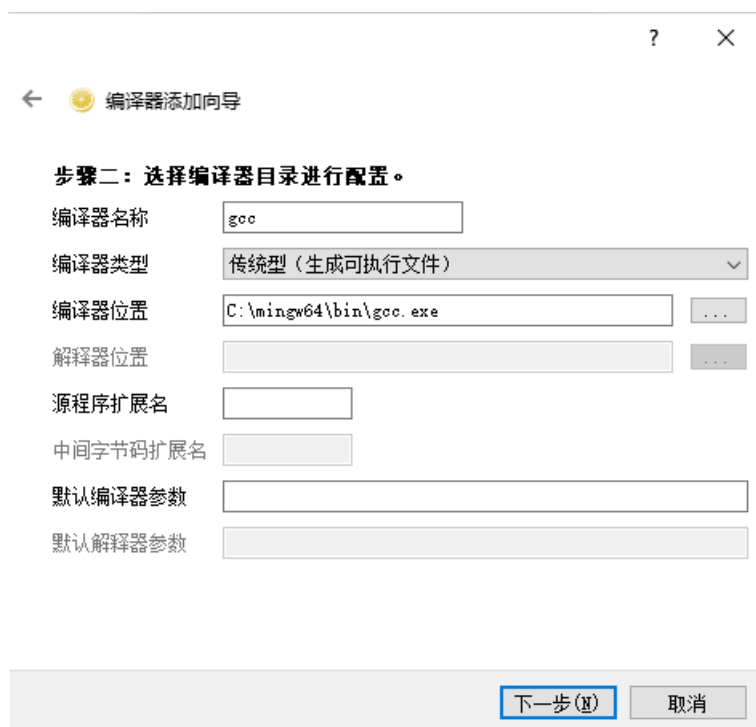 ?
编译器添加向导
步骤二：选择编译器目录进行配置。
编译器名称 gcc
编译器类型 传统型（生成可执行文件）
编译器位置 C:\mingw64\bin\gcc.exe ...
解释器位置 ...
源程序扩展名
中间字节码扩展名
默认编译器参数
默认解释器参数
下一步(N) 取消